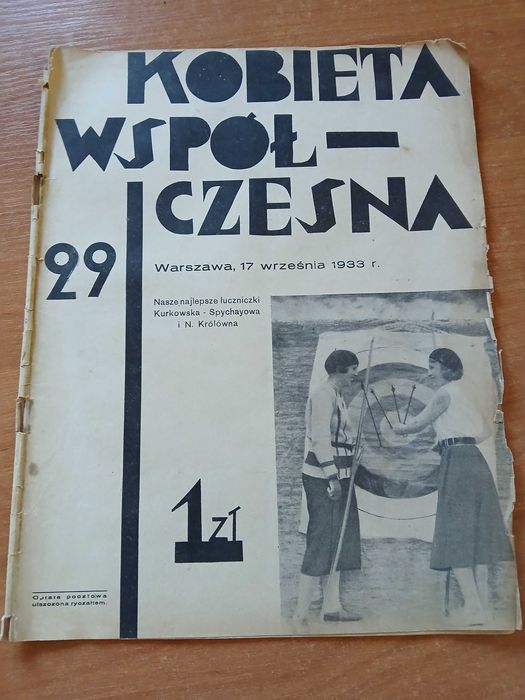 KOBIETA
WSPÓŁ-
CZESNA
29
Warszawa, 17 września 1933 r.
Nasze najlepsze łuczniczki
Kurkowska - Spychayowa
i N. Królówna
1 zł
Opłata pocztowa
uiszczona ryczałtem.